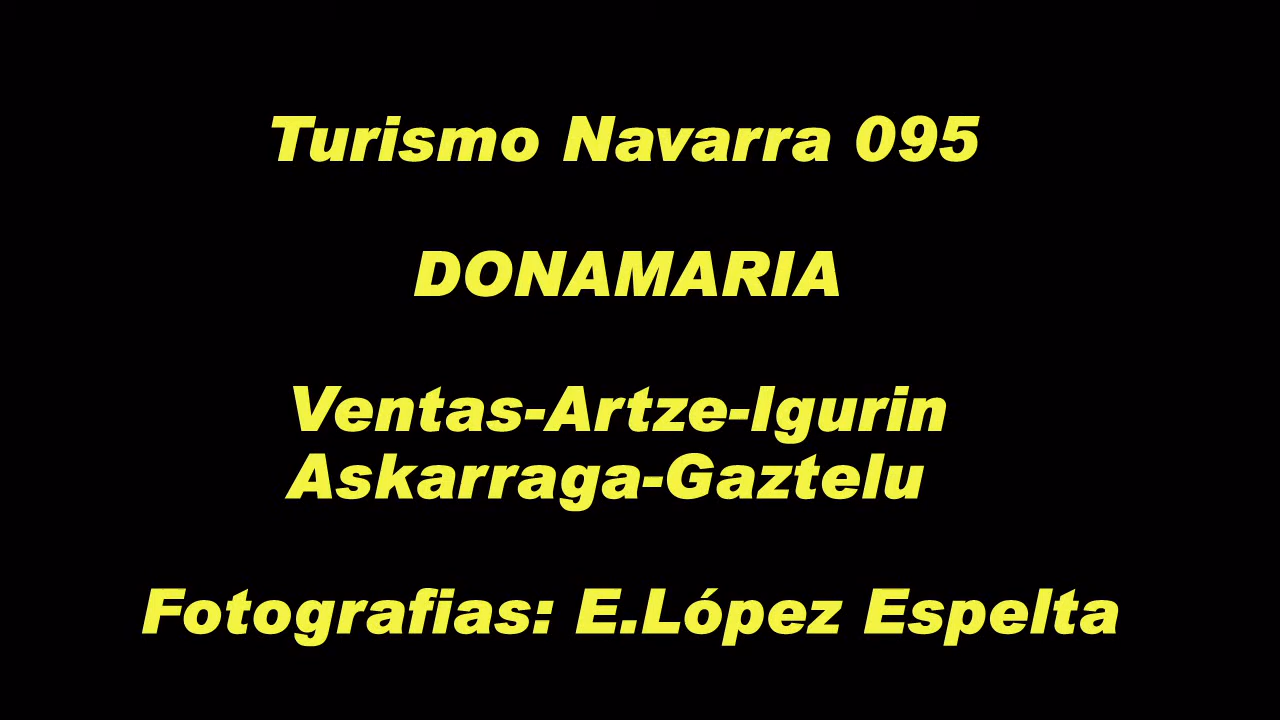 Turismo Navarra 095
DONAMARIA
Ventas-Artze-Igurin
Askarraga-Gaztelu
Fotografias: E.López Espelta